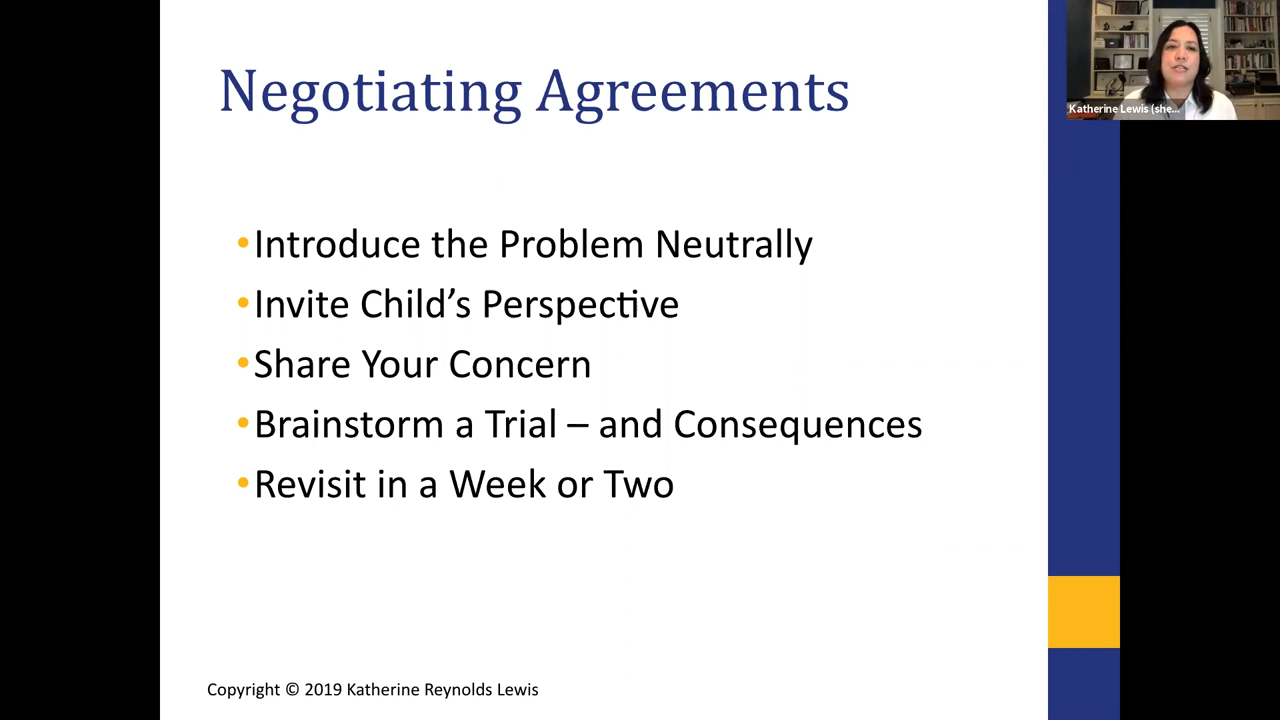 Negotiating Agreements
Katherine Lewis (she...
•Introduce the Problem Neutrally
•Invite Child’s Perspective
•Share Your Concern
•Brainstorm a Trial – and Consequences
•Revisit in a Week or Two
Copyright © 2019 Katherine Reynolds Lewis